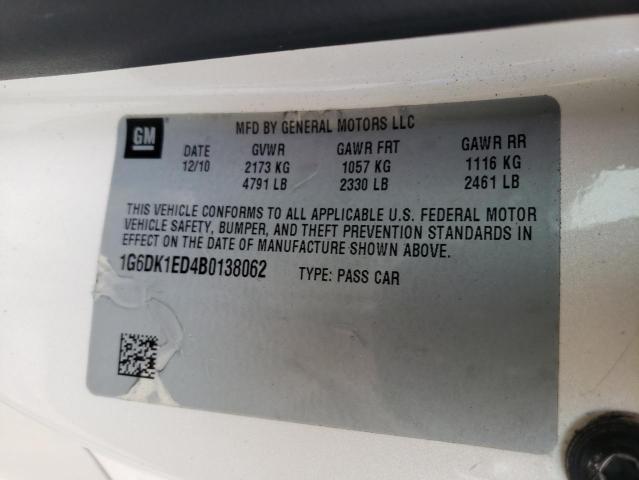 GM
MFD BY GENERAL MOTORS LLC
DATE GVWR GAWR FRT GAWR RR
12/10 2173 KG 1057 KG 1116 KG
4791 LB 2330 LB 2461 LB
THIS VEHICLE CONFORMS TO ALL APPLICABLE U.S. FEDERAL MOTOR
VEHICLE SAFETY, BUMPER, AND THEFT PREVENTION STANDARDS IN
EFFECT ON THE DATE OF MANUFACTURE SHOWN ABOVE.
1G6DK1ED4B0138062 TYPE: PASS CAR